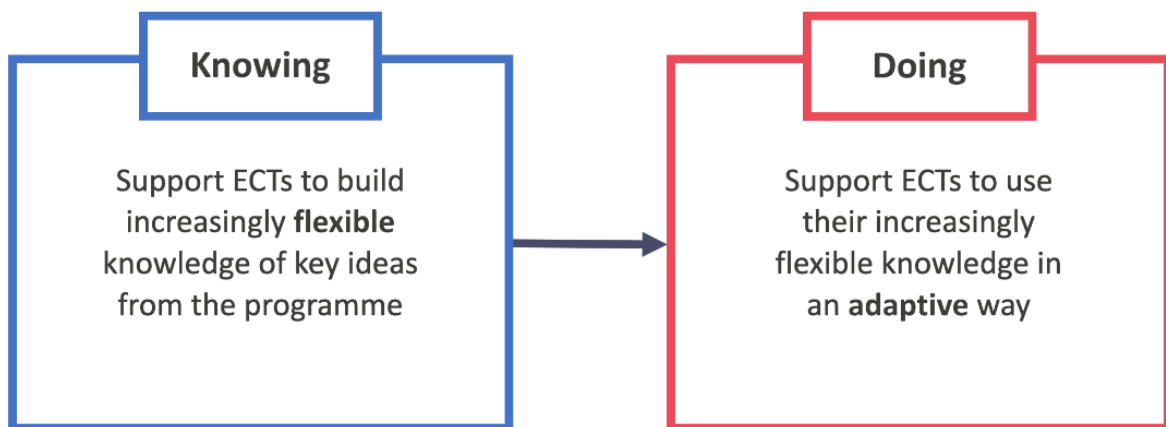 Knowing
Support ECTs to build
increasingly flexible
knowledge of key ideas
from the programme
Doing
Support ECTs to use
their increasingly
flexible knowledge in
an adaptive way